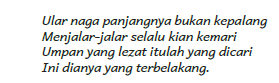 Ular naga panjangnya bukan kepalang
Menjalar-jalar selalu kian kemari
Umpan yang lezat itulah yang dicari
Ini dianya yang terbelakang.